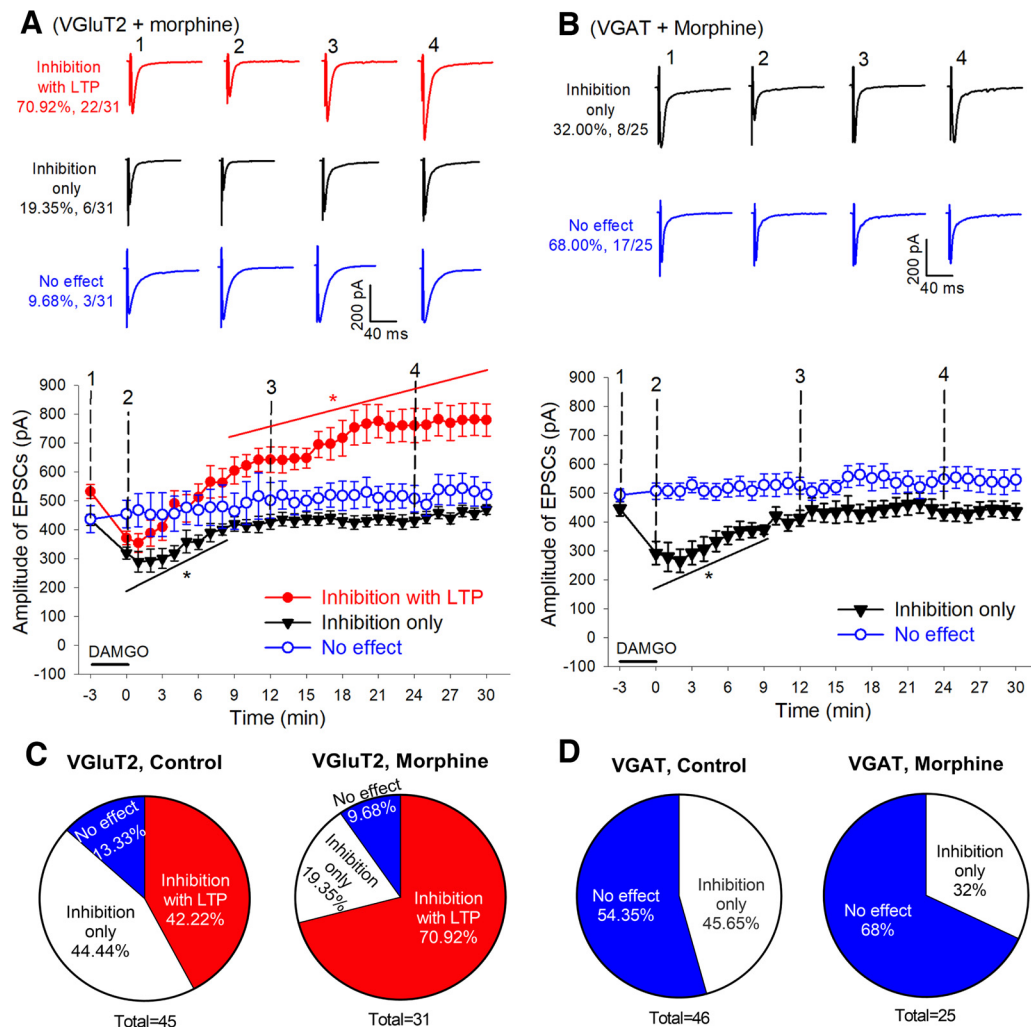 A (VGluT2 + morphine)
1 2 3 4
Inhibition
with LTP
70.92%, 22/31
Inhibition
only
19.35%, 6/31
No effect
9.68%, 3/31
200 pA
40 ms
1 2 3 4
Amplitude of EPSCs (pA)
900
800
700
600
500
400
300
200
100
0
-100
*
*
Inhibition with LTP
Inhibition only
No effect
DAMGO
-3 0 3 6 9 12 15 18 21 24 27 30
Time (min)
B (VGAT + Morphine)
1 2 3 4
Inhibition
only
32.00%, 8/25
No effect
68.00%, 17/25
200 pA
40 ms
1 2 3 4
Amplitude of EPSCs (pA)
900
800
700
600
500
400
300
200
100
0
-100
*
Inhibition only
No effect
DAMGO
-3 0 3 6 9 12 15 18 21 24 27 30
Time (min)
C
VGluT2, Control
No effect
13.33%
Inhibition
with LTP
42.22%
Inhibition
only
44.44%
Total=45
VGluT2, Morphine
No effect
9.68%
Inhibition
only
19.35%
Inhibition
with LTP
70.92%
Total=31
D
VGAT, Control
No effect
54.35%
Inhibition
only
45.65%
Total=46
VGAT, Morphine
Inhibition
only
32%
No effect
68%
Total=25